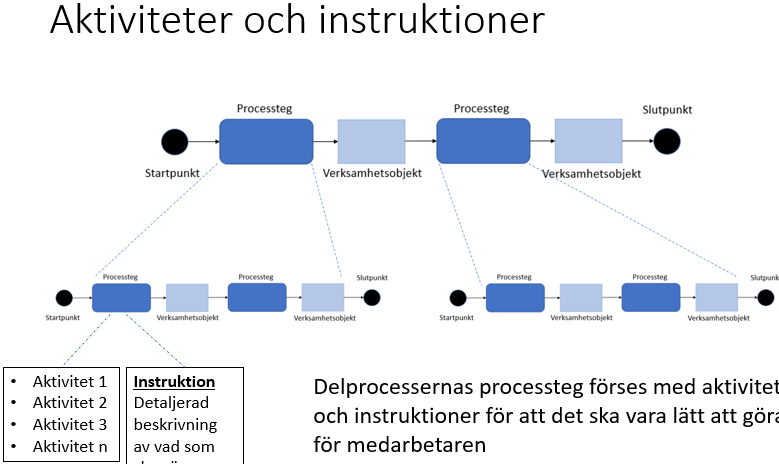 Aktiviteter och instruktioner
Processteg
Processteg
Slutpunkt
Startpunkt
Verksamhetsobjekt
Verksamhetsobjekt
Processteg
Processteg
Slutpunkt
Startpunkt
Verksamhetsobjekt
Verksamhetsobjekt
Processteg
Processteg
Slutpunkt
Startpunkt
Verksamhetsobjekt
Verksamhetsobjekt
• Aktivitet 1
• Aktivitet 2
• Aktivitet 3
• Aktivitet n
Instruktion
Detaljerad
beskrivning
av vad som
Delprocessernas processteg förses med aktivitet
och instruktioner för att det ska vara lätt att göra
för medarbetaren